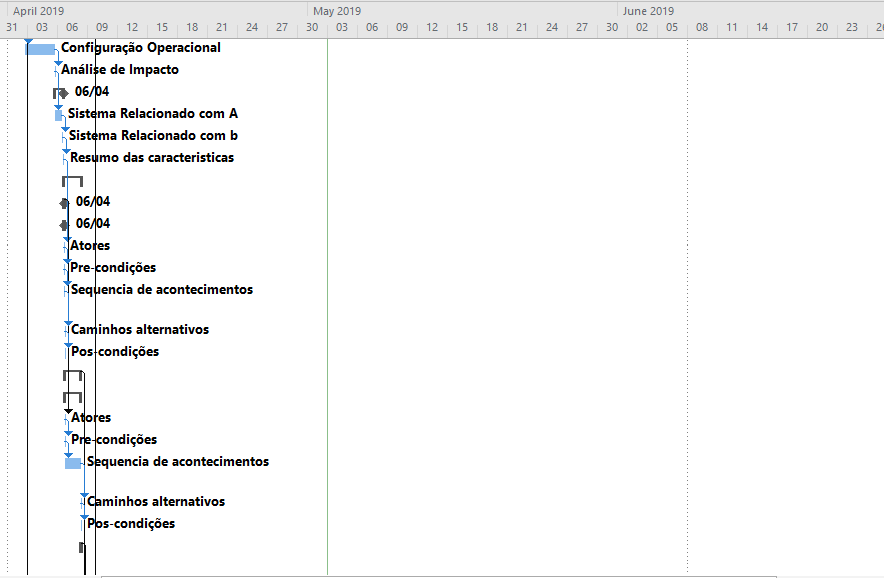 April 2019 May 2019 June 2019
31 03 06 09 12 15 18 21 24 27 30 03 06 09 12 15 18 21 24 27 30 02 05 08 11 14 17 20 23 26
Configuração Operacional
Análise de Impacto
06/04
Sistema Relacionado com A
Sistema Relacionado com b
Resumo das caracteristicas
06/04
06/04
Atores
Pre-condições
Sequencia de acontecimentos
Caminhos alternativos
Pos-condições
Atores
Pre-condições
Sequencia de acontecimentos
Caminhos alternativos
Pos-condições